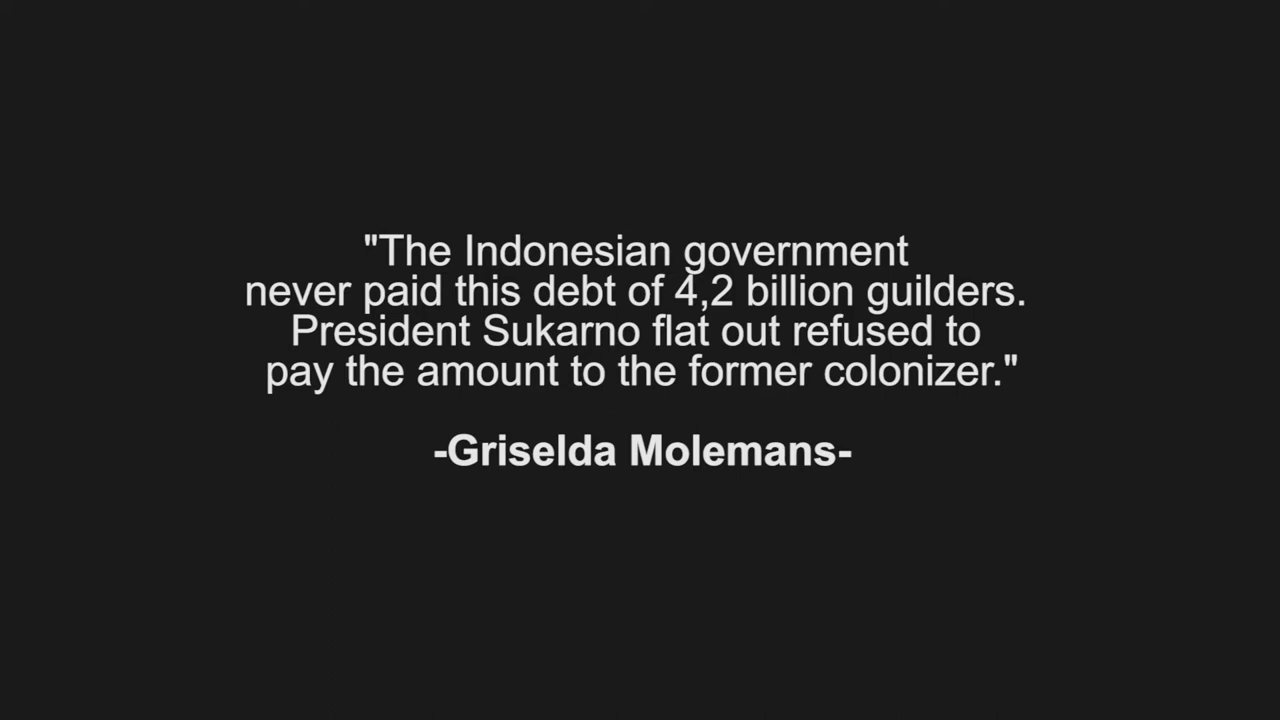 "The Indonesian government
never paid this debt of 4,2 billion guilders.
President Sukarno flat out refused to
pay the amount to the former colonizer."
-Griselda Molemans-